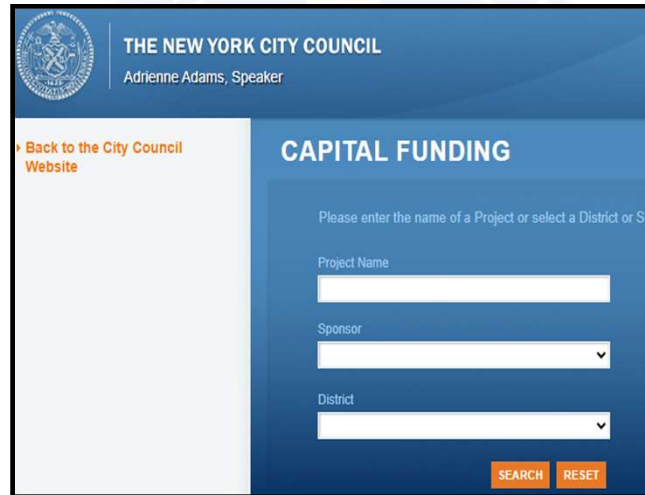 THE NEW YORK CITY COUNCIL
Adrienne Adams, Speaker
Back to the City Council
Website
CAPITAL FUNDING
Please enter the name of a Project or select a District or S
Project Name
Sponsor
District
SEARCH RESET